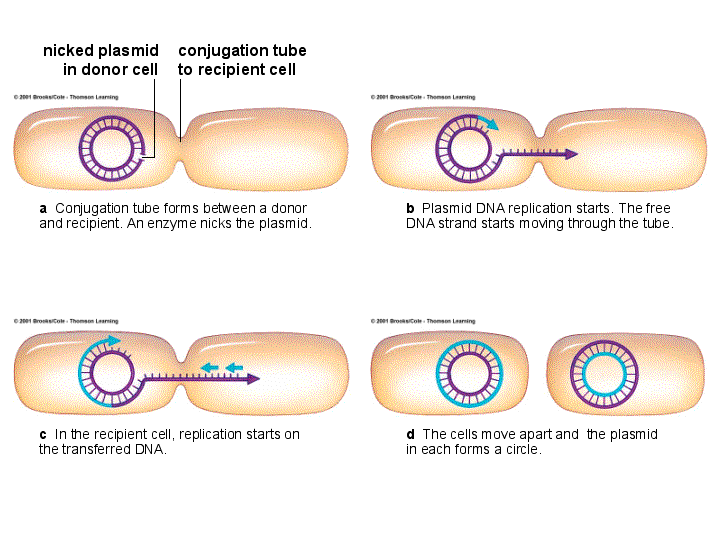 nicked plasmid
in donor cell
conjugation tube
to recipient cell
© 2001 Brooks/Cole - Thomson Learning
© 2001 Brooks/Cole - Thomson Learning
a Conjugation tube forms between a donor
and recipient. An enzyme nicks the plasmid.
b Plasmid DNA replication starts. The free
DNA strand starts moving through the tube.
© 2001 Brooks/Cole - Thomson Learning
© 2001 Brooks/Cole - Thomson Learning
c In the recipient cell, replication starts on
the transferred DNA.
d The cells move apart and the plasmid
in each forms a circle.